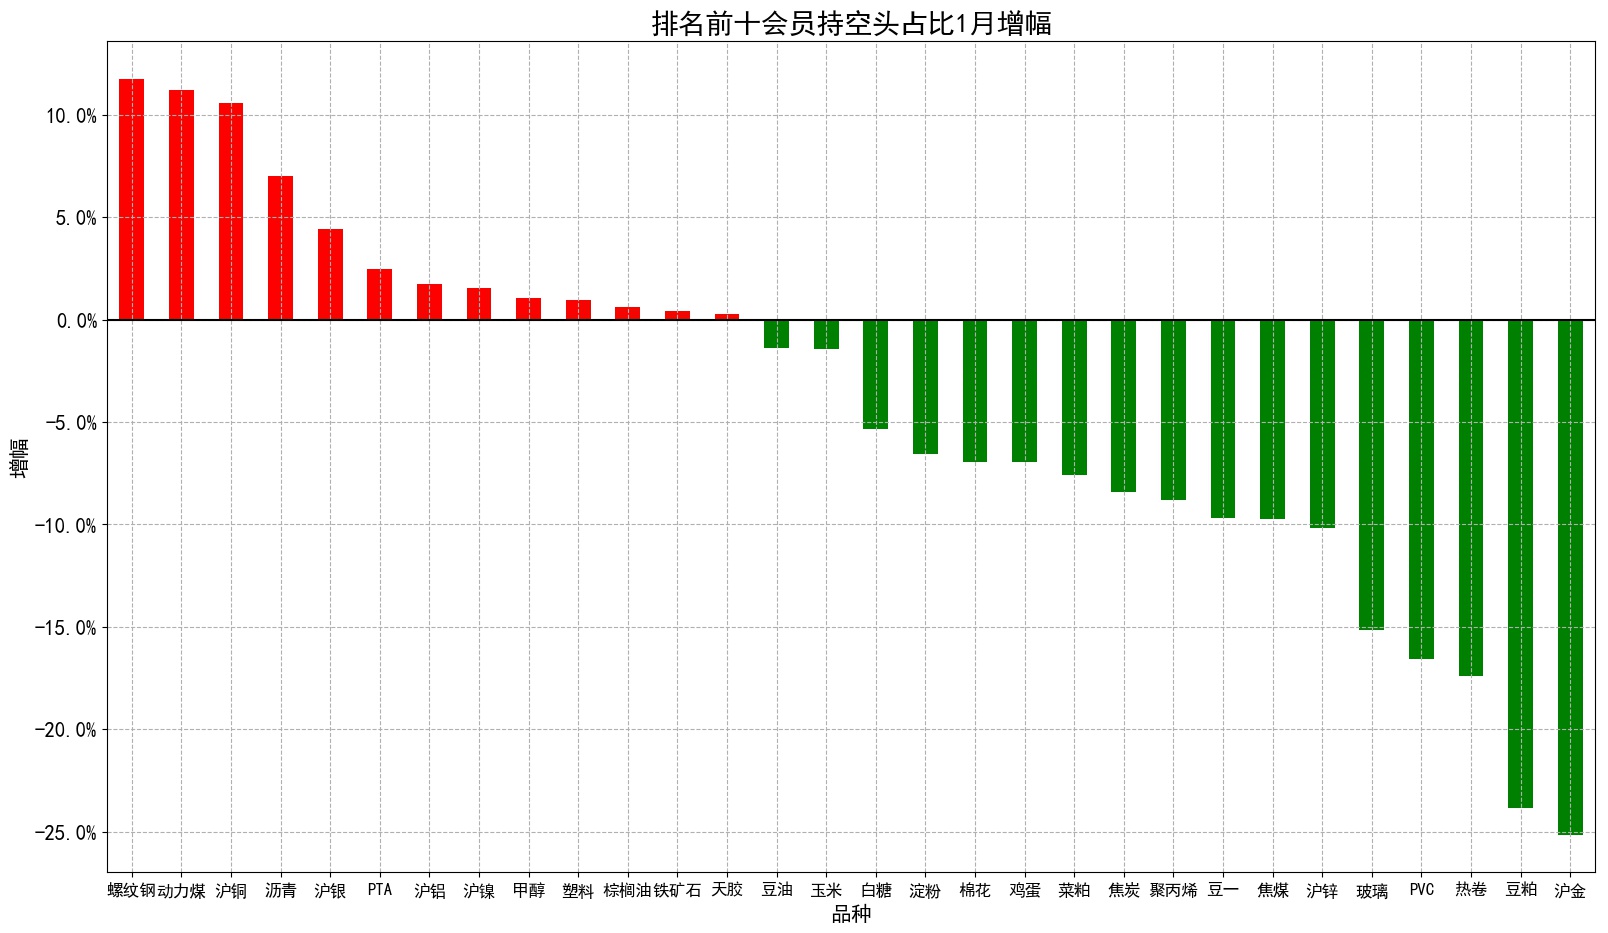 排名前十会员持空头占比1月增幅
10.0%
5.0%
0.0%
−5.0%
−10.0%
−15.0%
−20.0%
−25.0%
增幅
螺纹钢 动力煤 沪铜 沥青 沪银 PTA 沪铝 沪镍 甲醇 塑料 棕榈油 铁矿石 天胶 豆油 玉米 白糖 淀粉 棉花 鸡蛋 菜粕 焦炭 聚丙烯 豆一 焦煤 沪锌 玻璃 PVC 热卷 豆粕 沪金
品种